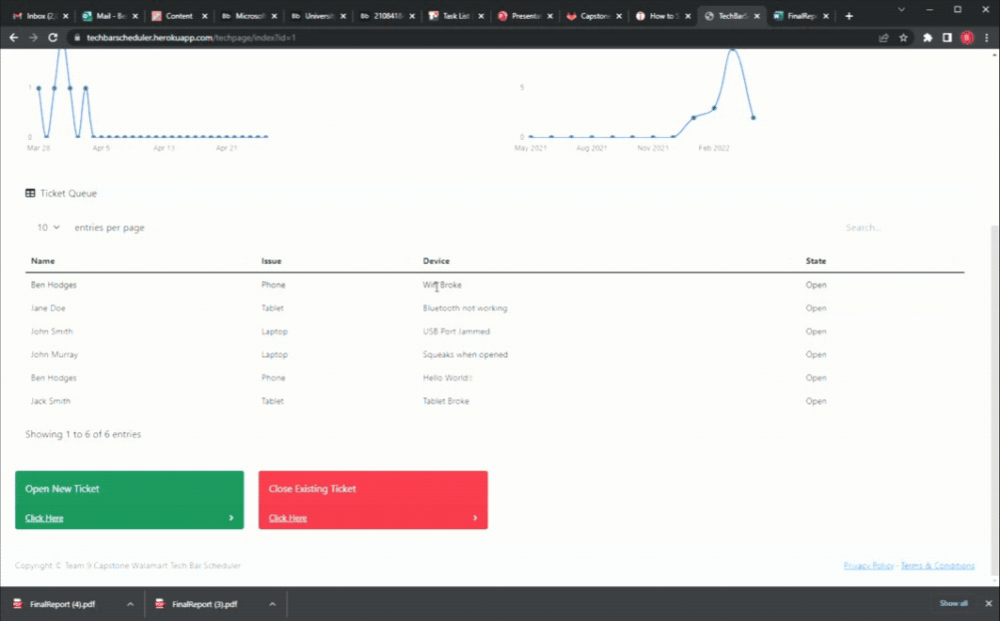 Inbox (2 Mail - Be Content Microsof Universi 2108418 Task List Present Capston How to S TechBarS FinalRep
techbarscheduler.herokuapp.com/techpage/index?id=1
1 5
0 0
Mar 28 Apr 5 Apr 13 Apr 21 May 2021 Aug 2021 Nov 2021 Feb 2022
Ticket Queue
10 entries per page Search...
Name Issue Device State
Ben Hodges Phone Wifi Broke Open
Jane Doe Tablet Bluetooth not working Open
John Smith Laptop USB Port Jammed Open
John Murray Laptop Squeaks when opened Open
Ben Hodges Phone Hello World!! Open
Jack Smith Tablet Tablet Broke Open
Showing 1 to 6 of 6 entries
Open New Ticket Close Existing Ticket
Click Here Click Here
Copyright © Team 9 Capstone Walamart Tech Bar Scheduler Privacy Policy · Terms & Conditions
FinalReport (4).pdf FinalReport (3).pdf Show all